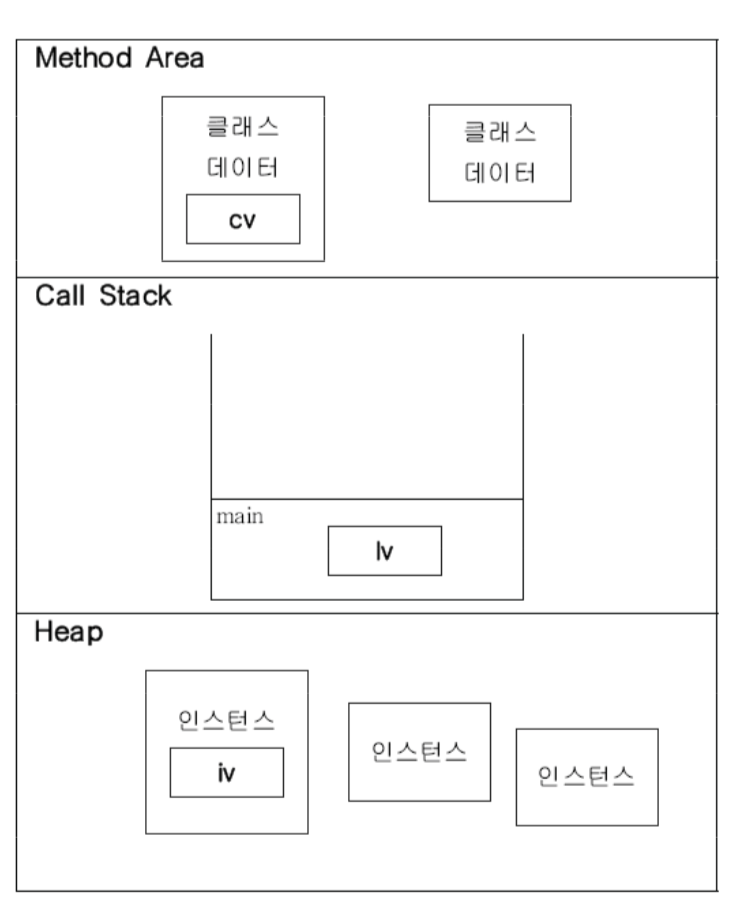 Method Area
클래스
데이터
cv
클래스
데이터
Call Stack
main
lv
Heap
인스턴스
iv
인스턴스
인스턴스